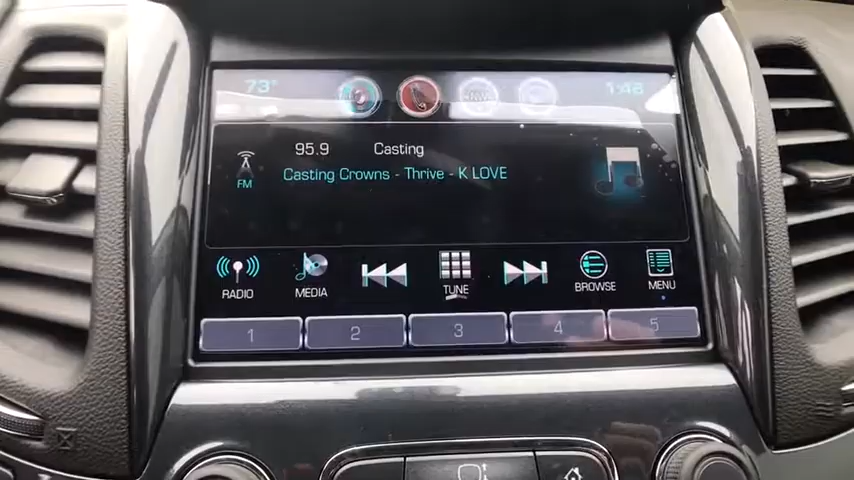 73° 1:48
95.9 Casting
FM
Casting Crowns - Thrive - K LOVE
RADIO MEDIA TUNE BROWSE MENU
1 2 3 4 5